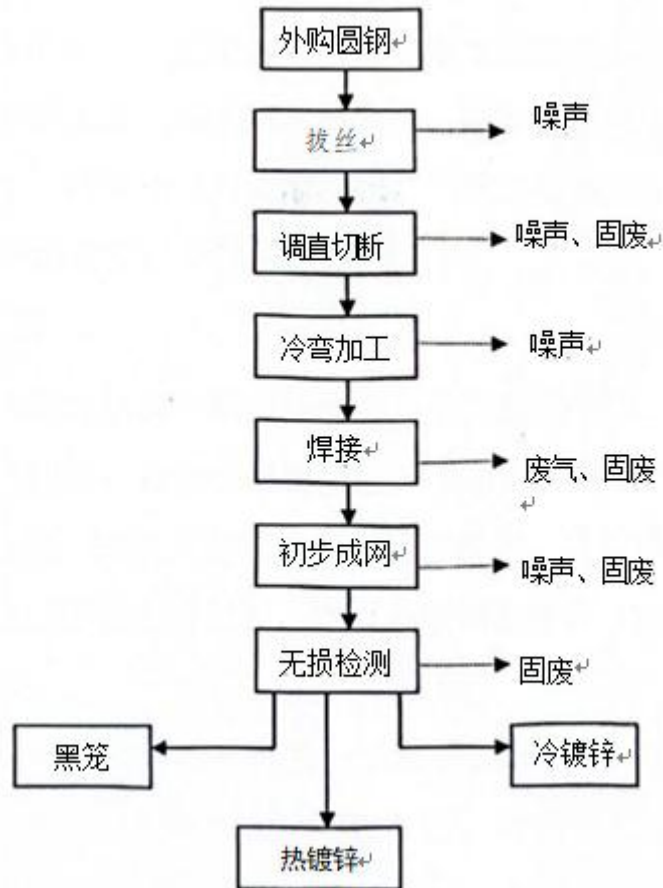 外购圆钢
拔丝
噪声
调直切断
噪声、固废
冷弯加工
噪声
焊接
废气、固废
初步成网
噪声、固废
无损检测
固废
黑笼
冷镀锌
热镀锌